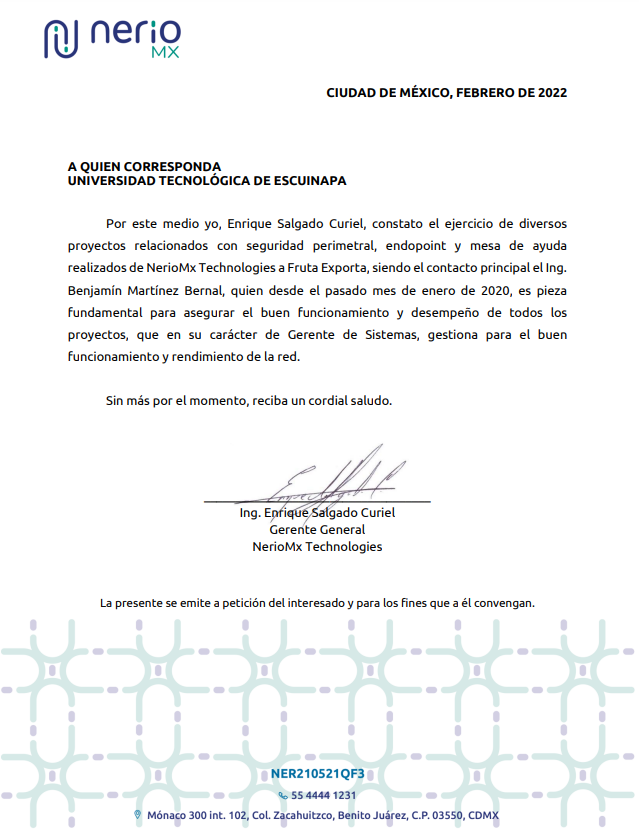 nerio
MX
CIUDAD DE MÉXICO, FEBRERO DE 2022
A QUIEN CORRESPONDA
UNIVERSIDAD TECNOLÓGICA DE ESCUINAPA
Por este medio yo, Enrique Salgado Curiel, constato el ejercicio de diversos
proyectos relacionados con seguridad perimetral, endopoint y mesa de ayuda
realizados de NerioMx Technologies a Fruta Exporta, siendo el contacto principal el Ing.
Benjamín Martínez Bernal, quien desde el pasado mes de enero de 2020, es pieza
fundamental para asegurar el buen funcionamiento y desempeño de todos los
proyectos, que en su carácter de Gerente de Sistemas, gestiona para el buen
funcionamiento y rendimiento de la red.
Sin más por el momento, reciba un cordial saludo.
Ing. Enrique Salgado Curiel
Gerente General
NerioMx Technologies
La presente se emite a petición del interesado y para los fines que a él convengan.
NER210521QF3
55 4444 1231
Mónaco 300 int. 102, Col. Zacahuitzco, Benito Juárez, C.P. 03550, CDMX